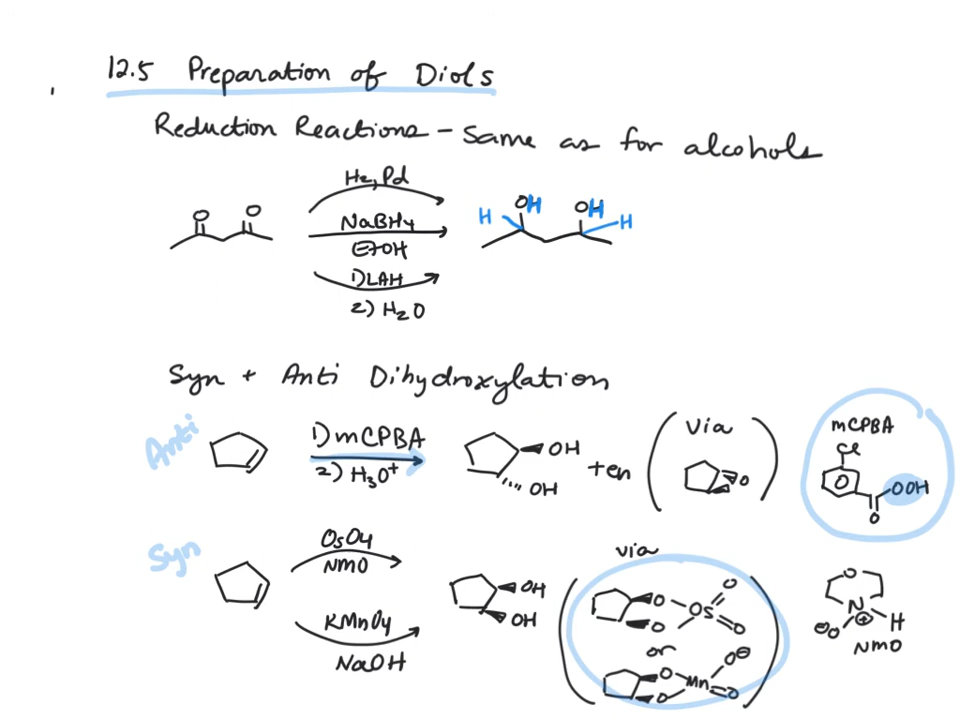 12.5 Preparation of Diols
Reduction Reactions - Same as for alcohols
H2, Pd
O O
NaBH4
EtOH
1) LAH
2) H2O
H OH OH H
Syn + Anti Dihydroxylation
Anti
1) mCPBA
2) H3O+
OH
OH
+ en
(via
O)
mCPBA
Cl
O
OOH
O
Syn
OsO4
NMO
KMnO4
NaOH
OH
OH
via
O Os O
O O
or
O Mn O⊖
O O
O
N
⊕
⊖O H
NMO